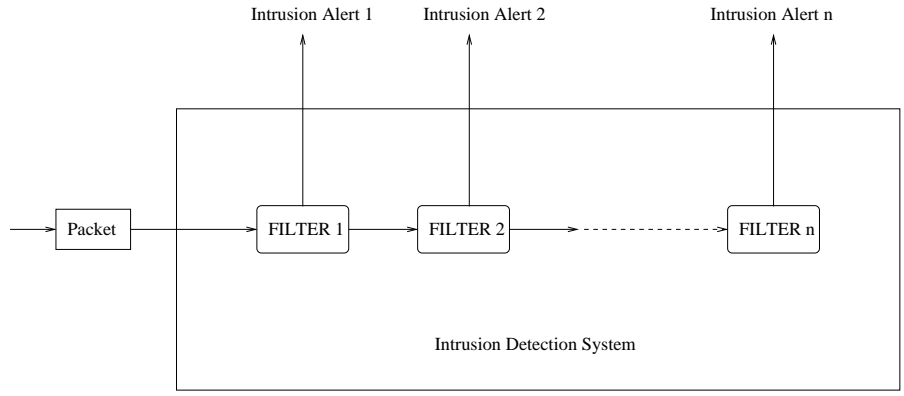 Intrusion Alert 1
Intrusion Alert 2
Intrusion Alert n
Packet
FILTER 1
FILTER 2
FILTER n
Intrusion Detection System